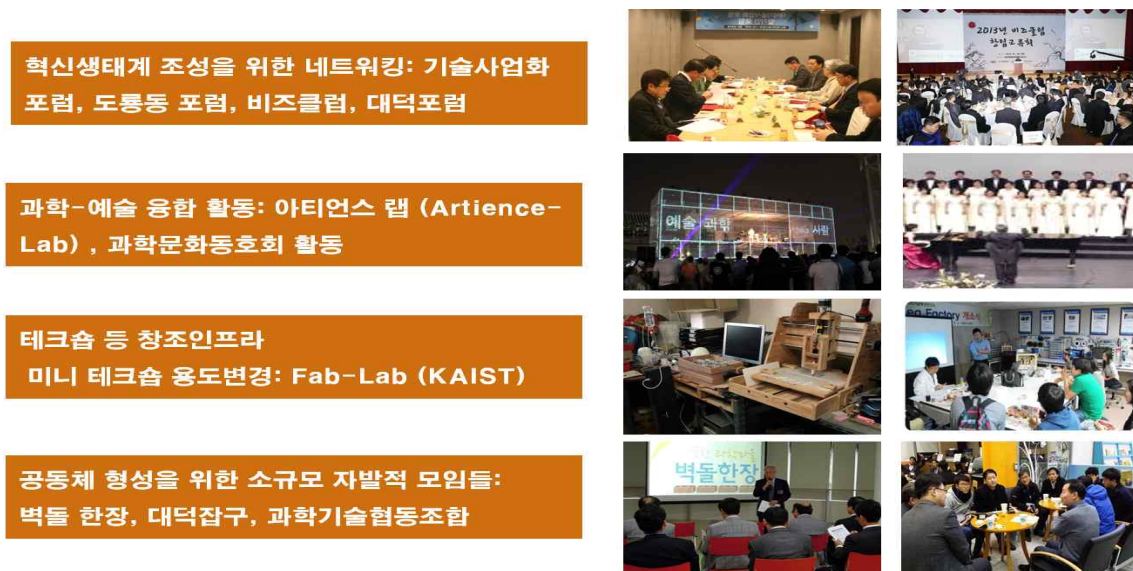 혁신생태계 조성을 위한 네트워킹: 기술사업화
포럼, 도룡동 포럼, 비즈클럽, 대덕포럼
2013년 비즈클럽
과학-예술 융합 활동: 아티언스 랩 (Artience-
Lab) , 과학문화동호회 활동
예술 과학
사람
테크숍 등 창조인프라
미니 테크숍 용도변경: Fab-Lab (KAIST)
Factory 개소식
공동체 형성을 위한 소규모 자발적 모임들:
벽돌 한장, 대덕잡구, 과학기술협동조합
벽돌한장